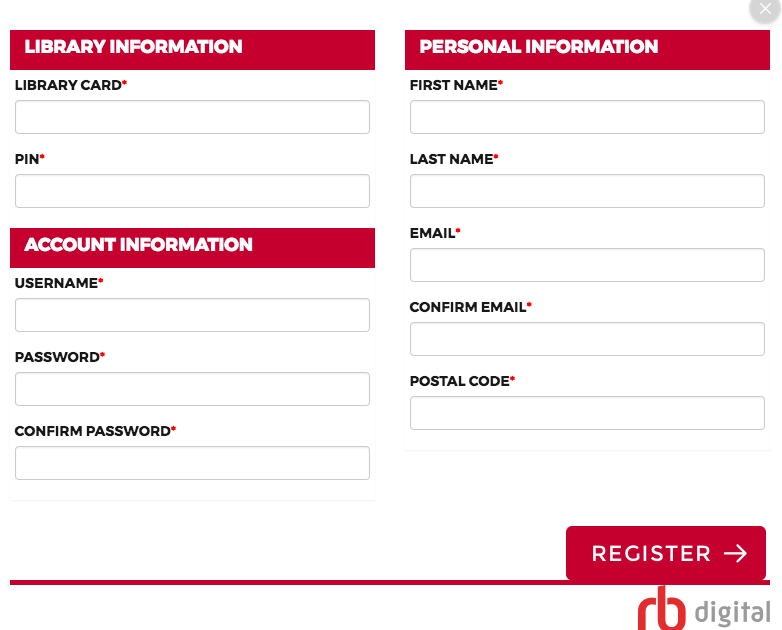 LIBRARY INFORMATION
LIBRARY CARD*
PIN*
ACCOUNT INFORMATION
USERNAME*
PASSWORD*
CONFIRM PASSWORD*
PERSONAL INFORMATION
FIRST NAME*
LAST NAME*
EMAIL*
CONFIRM EMAIL*
POSTAL CODE*
REGISTER →
rb digital